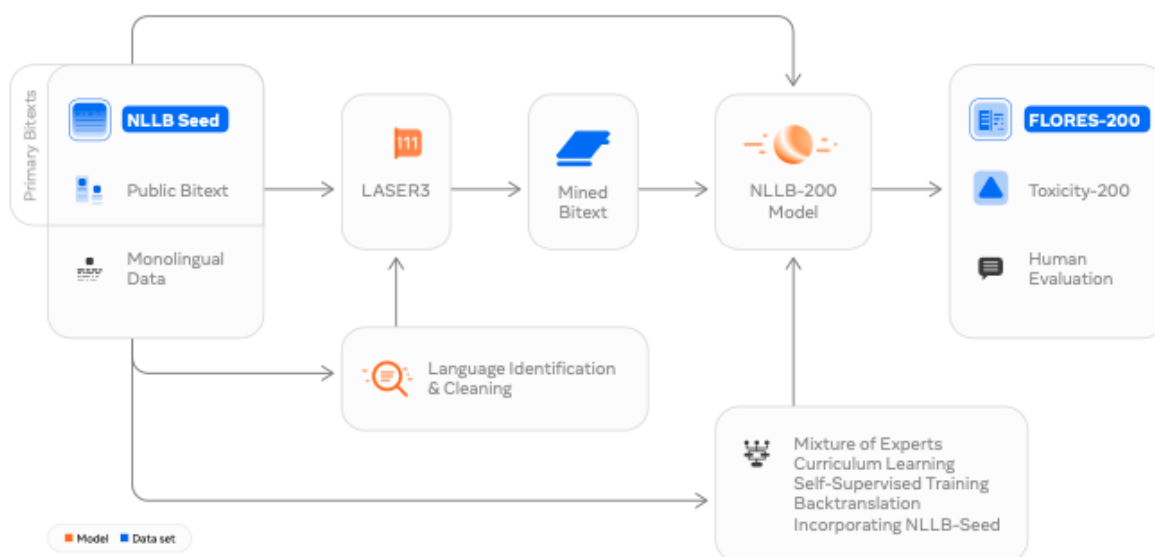 Primary Bitexts
NLLB Seed
Public Bitext
Monolingual
Data
111
LASER3
Mined
Bitext
NLLB-200
Model
FLORES-200
Toxicity-200
Human
Evaluation
Language Identification
& Cleaning
Mixture of Experts
Curriculum Learning
Self-Supervised Training
Backtranslation
Incorporating NLLB-Seed
Model
Data set